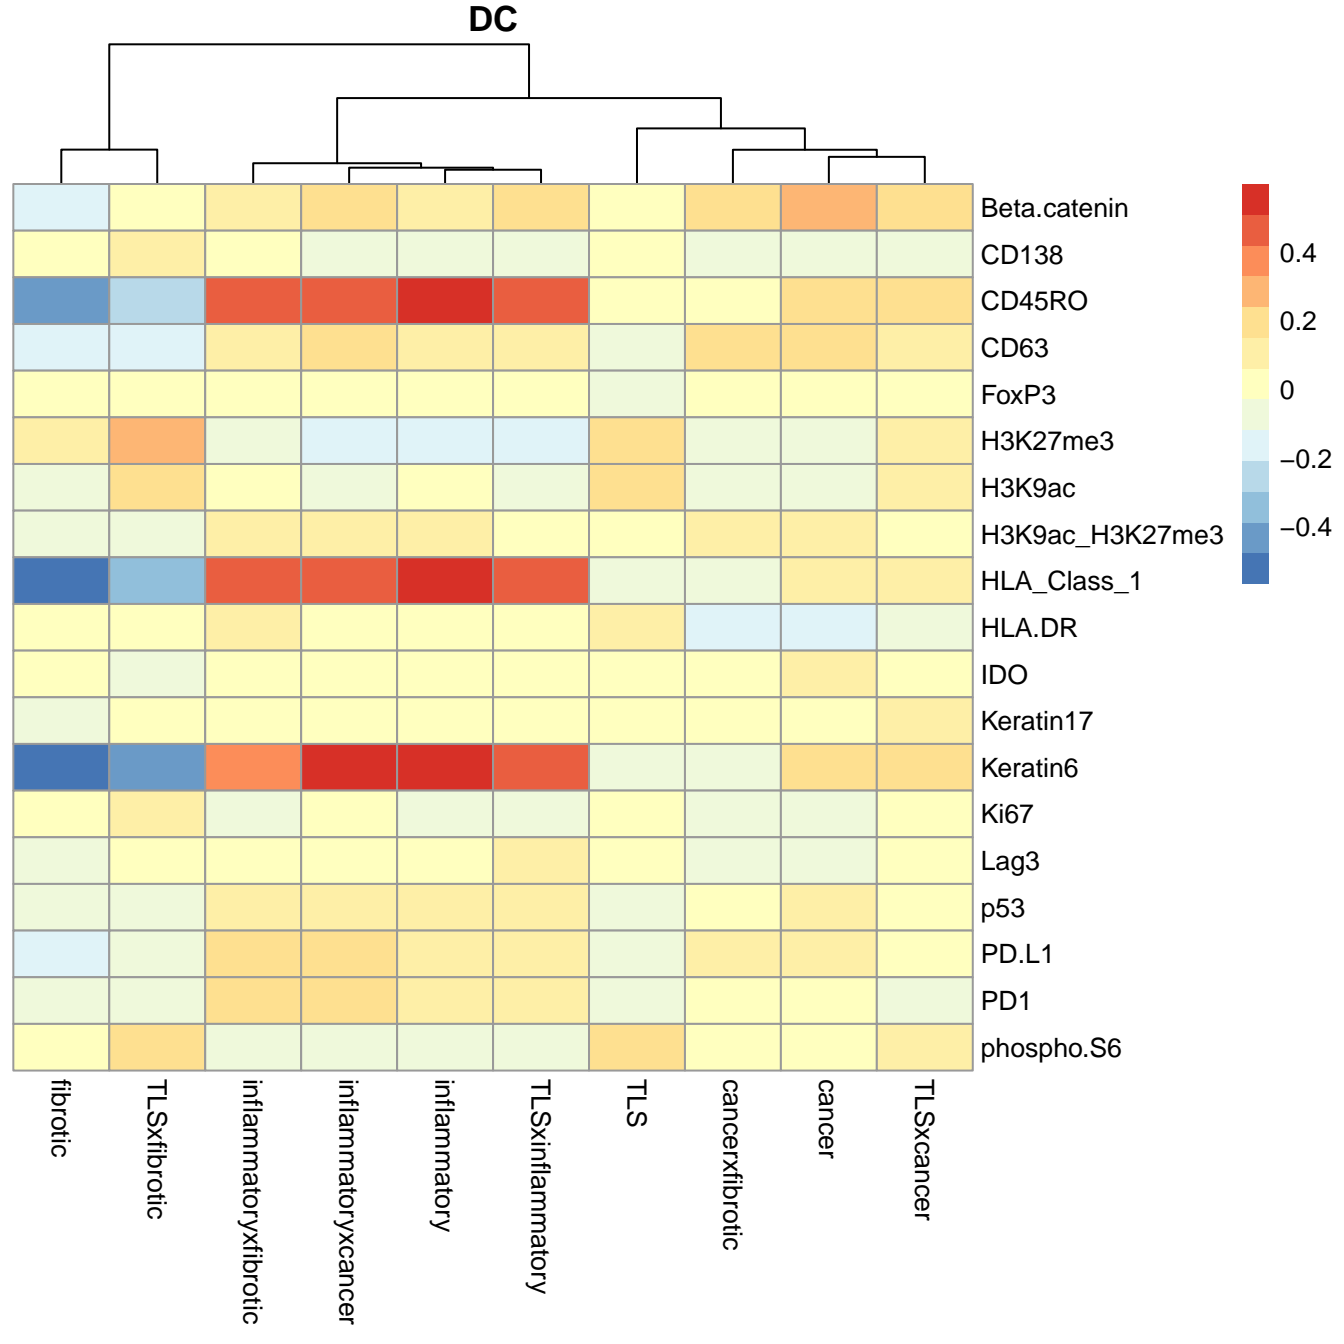 DC
Beta.catenin
CD138
CD45RO
CD63
FoxP3
H3K27me3
H3K9ac
H3K9ac_H3K27me3
HLA_Class_1
HLA.DR
IDO
Keratin17
Keratin6
Ki67
Lag3
p53
PD.L1
PD1
phospho.S6
0.4
0.2
0
−0.2
−0.4
fibrotic
TLSxfibrotic
inflammatoryxfibrotic
inflammatoryxcancer
inflammatory
TLSxinflammatory
TLS
cancerxfibrotic
cancer
TLSxcancer